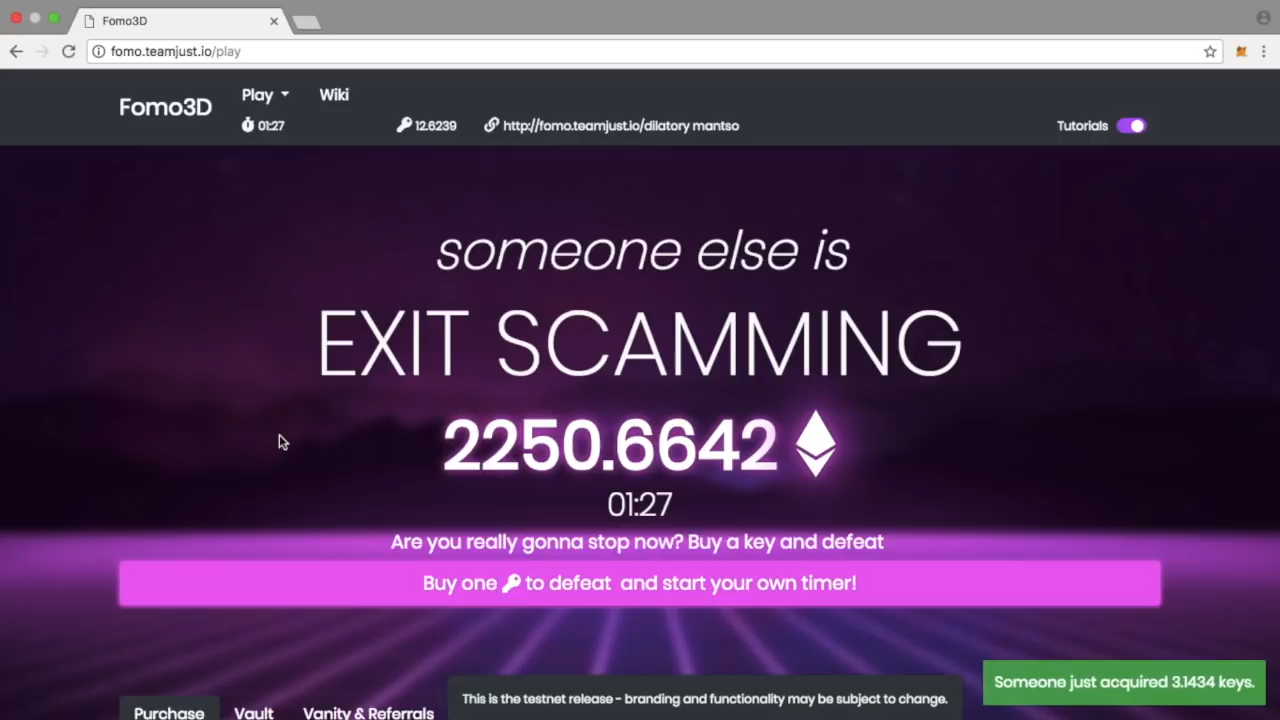 Fomo3D
fomo.teamjust.io/play
Fomo3D
Play
Wiki
01:27
12.6239
http://fomo.teamjust.io/dilatory mantso
Tutorials
someone else is
EXIT SCAMMING
2250.6642
01:27
Are you really gonna stop now? Buy a key and defeat
Buy one to defeat and start your own timer!
Someone just acquired 3.1434 keys.
This is the testnet release - branding and functionality may be subject to change.
Purchase
Vault
Vanity & Referrals